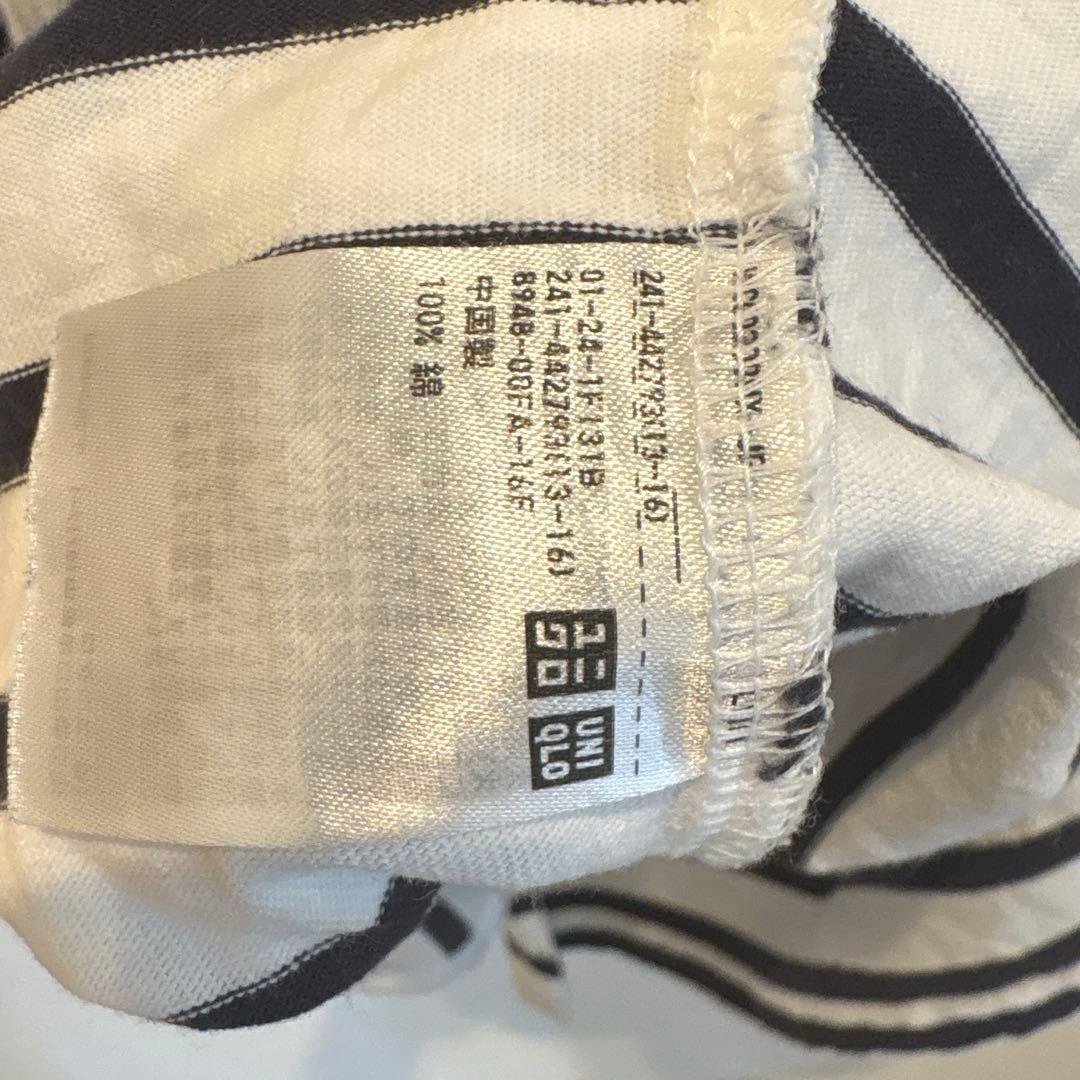 241-442793(13-16)
ユニ
クロ
UNI
QLO
01-24-1F131B
241-442793(13-16)
8948-00FA-16F
中国製
100% 綿